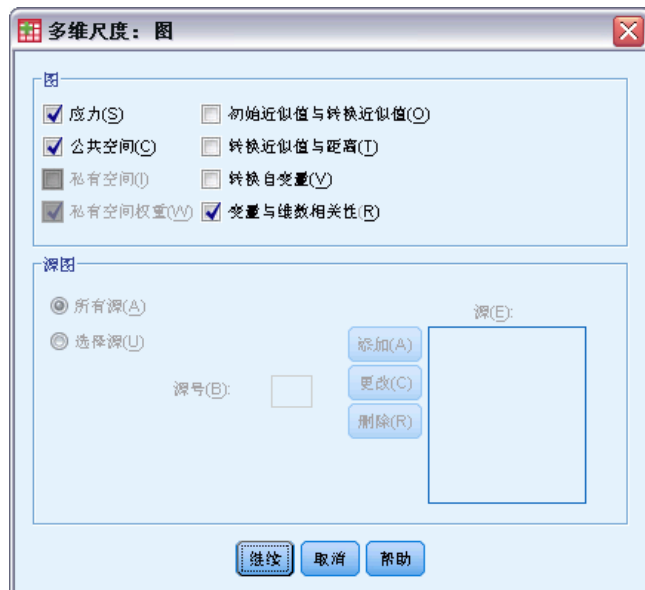 多维尺度：图
图
应力(S)
初始近似值与转换近似值(O)
公共空间(C)
转换近似值与距离(T)
私有空间(I)
转换自变量(V)
私有空间权重(W)
变量与维数相关性(R)
源图
所有源(A)
源(E):
选择源(U)
添加(A)
源号(B):
更改(C)
删除(R)
继续
取消
帮助